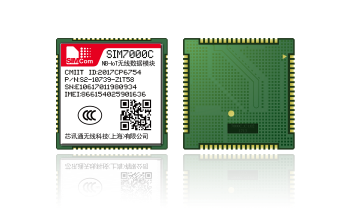 SIMCom
SIM7000C
NB-IoT无线数据模块
CMIIT ID:2017CP6754
P/N:S2-10739-Z1T58
SN:E10617011980934
IMEI:866154025901636
CCC
芯讯通无线科技(上海)有限公司